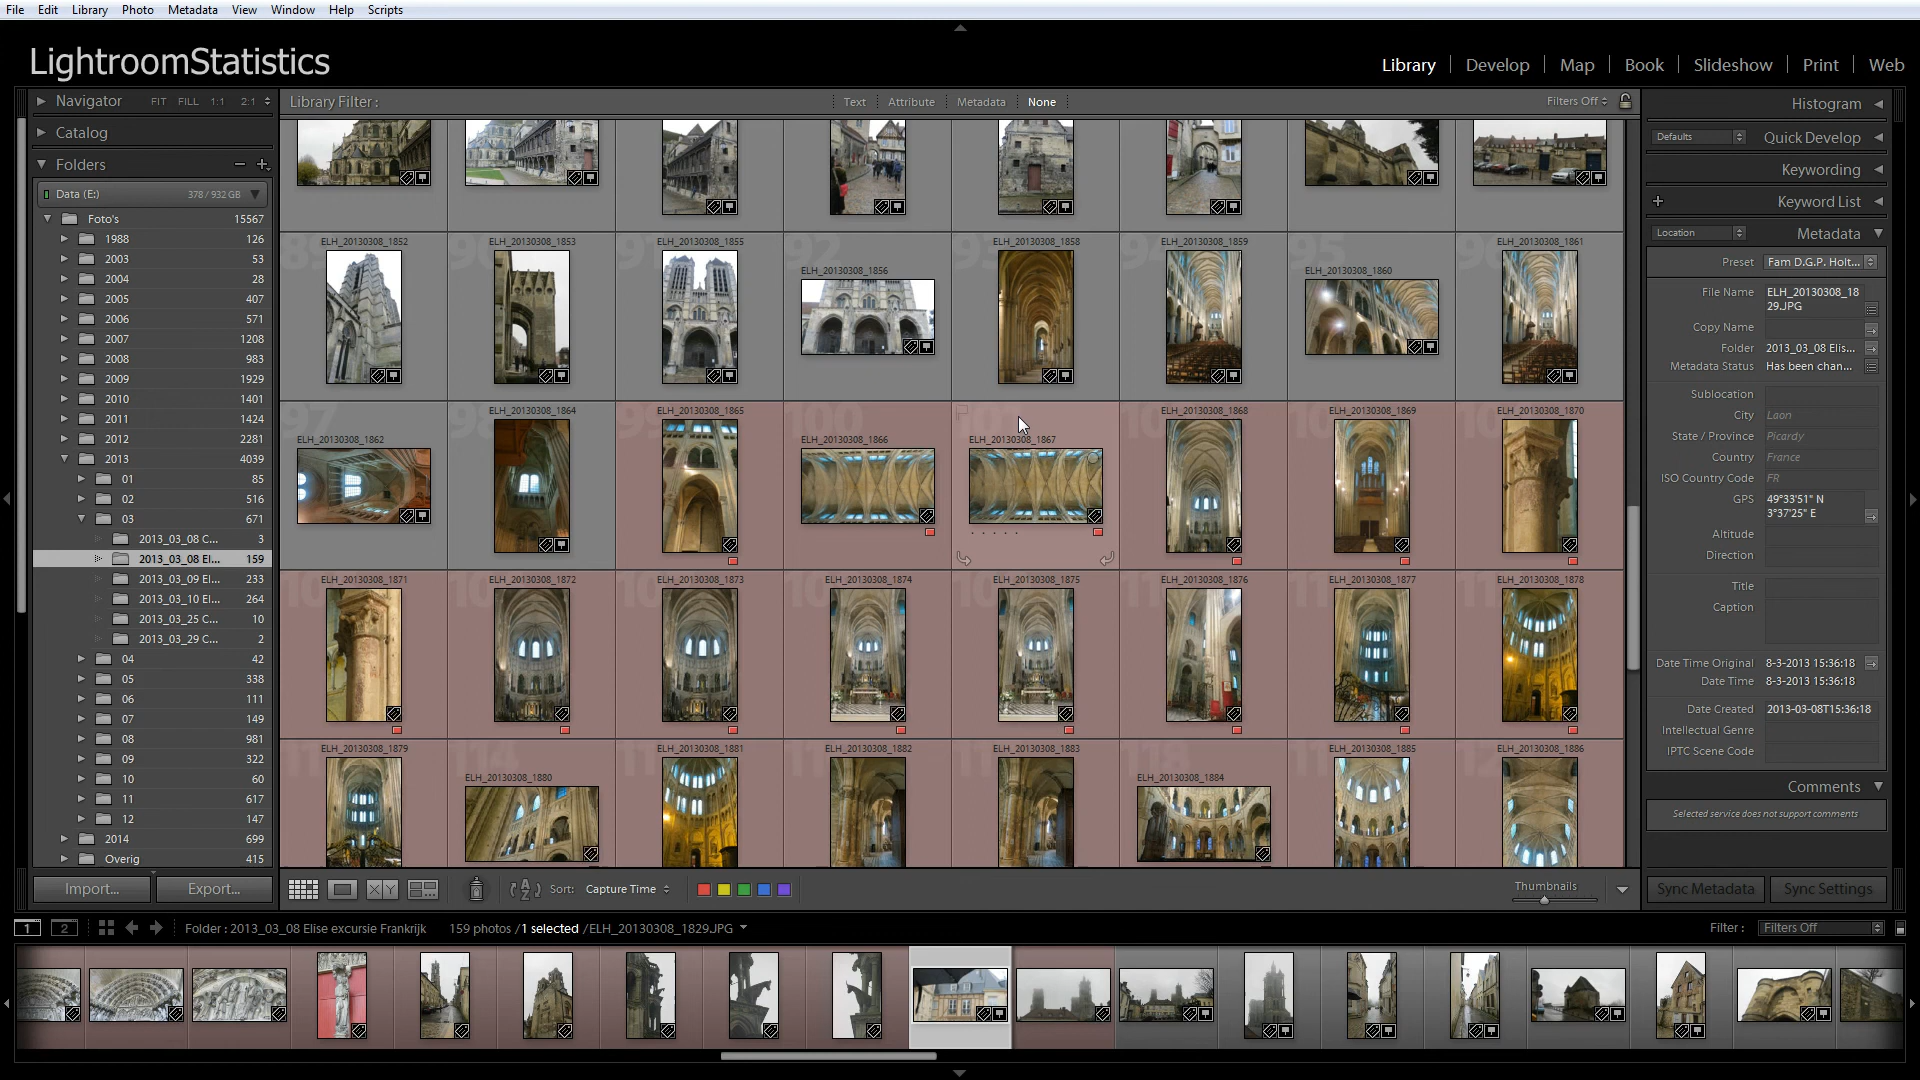 File Edit Library Photo Metadata View Window Help Scripts
LightroomStatistics
Library Develop Map Book Slideshow Print Web
Navigator FIT FILL 1:1 2:1
Catalog
Folders
Data (E:) 378 / 932 GB
Foto's 15567
1988 126
2003 53
2004 28
2005 407
2006 571
2007 1208
2008 983
2009 1929
2010 1401
2011 1424
2012 2281
2013 4039
01 85
02 516
03 671
2013_03_08 C... 3
2013_03_08 El... 159
2013_03_09 El... 233
2013_03_10 El... 264
2013_03_25 C... 10
2013_03_29 C... 2
04 42
05 338
06 111
07 149
08 981
09 322
10 60
11 617
12 147
2014 699
Overig 415
Import... Export...
Library Filter : Text Attribute Metadata None Filters Off
89 90 91 92 93 94 95 96
ELH_20130308_1852 ELH_20130308_1853 ELH_20130308_1855 ELH_20130308_1856 ELH_20130308_1858 ELH_20130308_1859 ELH_20130308_1860 ELH_20130308_1861
97 98 99 100
ELH_20130308_1862 ELH_20130308_1864 ELH_20130308_1865 ELH_20130308_1866 ELH_20130308_1867 ELH_20130308_1868 ELH_20130308_1869 ELH_20130308_1870
ELH_20130308_1871 ELH_20130308_1872 ELH_20130308_1873 ELH_20130308_1874 ELH_20130308_1875 ELH_20130308_1876 ELH_20130308_1877 ELH_20130308_1878
ELH_20130308_1879 ELH_20130308_1880 ELH_20130308_1881 ELH_20130308_1882 ELH_20130308_1883 ELH_20130308_1884 ELH_20130308_1885 ELH_20130308_1886
XY Sort: Capture Time Thumbnails
Histogram
Defaults Quick Develop
Keywording
Keyword List
Location Metadata
Preset Fam D.G.P. Holt...
File Name ELH_20130308_18
29.JPG
Copy Name
Folder 2013_03_08 Elis...
Metadata Status Has been chan...
Sublocation
City Laon
State / Province Picardy
Country France
ISO Country Code FR
GPS 49°33'51" N
3°37'25" E
Altitude
Direction
Title
Caption
Date Time Original 8-3-2013 15:36:18
Date Time 8-3-2013 15:36:18
Date Created 2013-03-08T15:36:18
Intellectual Genre
IPTC Scene Code
Comments
Selected service does not support comments
Sync Metadata Sync Settings
1 2 Folder : 2013_03_08 Elise excursie Frankrijk 159 photos / 1 selected / ELH_20130308_1829.JPG Filter : Filters Off